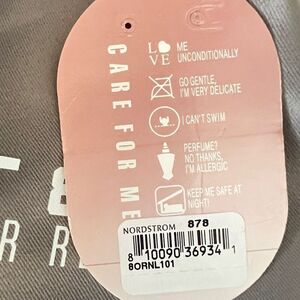 CARE FOR ME
LOVE ME
UNCONDITIONALLY
GO GENTLE,
I'M VERY DELICATE
I CAN'T SWIM
PERFUME?
NO THANKS,
I'M ALLERGIC
KEEP ME SAFE AT
NIGHT!
NORDSTROM 878
8 10090 36934 1
8ORNL101